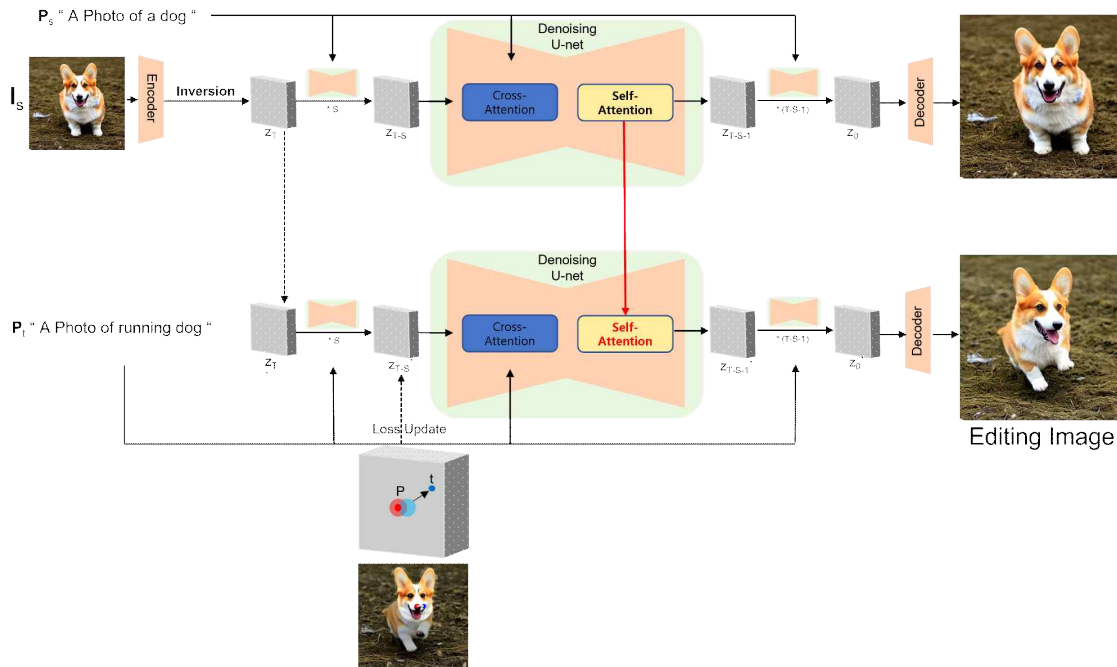 Ps “ A Photo of a dog “
Denoising
U-net
Is
Encoder
Inversion
* S
Cross-
Attention
Self-
Attention
* (T-S-1)
Decoder
ZT
ZT-S
ZT-S-1
Z0
Denoising
U-net
Pt “ A Photo of running dog “
* S
Cross-
Attention
Self-
Attention
* (T-S-1)
Decoder
ZT
ZT-S
ZT-S-1
Z0
Loss Update
Editing Image
P
t